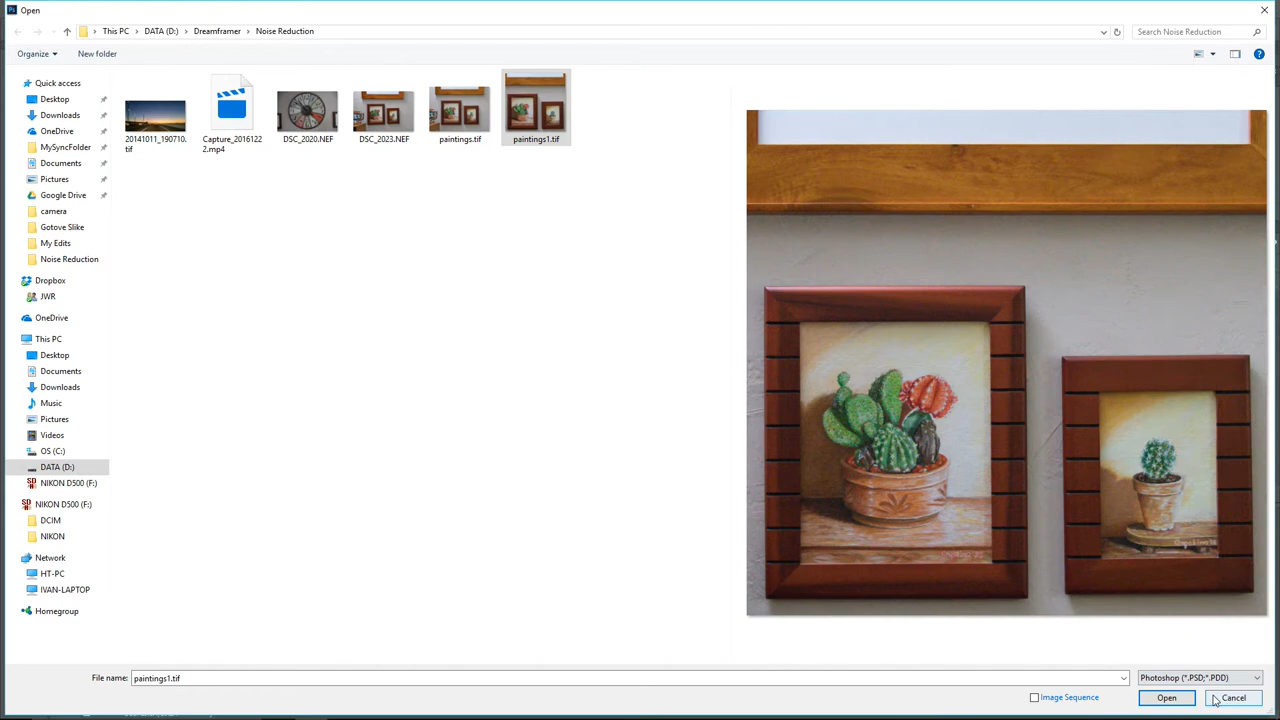 Open
This PC > DATA (D:) > Dreamframer > Noise Reduction
Search Noise Reduction
Organize
New folder
Quick access
Desktop
Downloads
OneDrive
MySyncFolder
Documents
Pictures
Google Drive
camera
Gotove Slike
My Edits
Noise Reduction
Dropbox
JWR
OneDrive
This PC
Desktop
Documents
Downloads
Music
Pictures
Videos
OS (C:)
DATA (D:)
NIKON D500 (F:)
NIKON D500 (F:)
DCIM
NIKON
Network
HT-PC
IVAN-LAPTOP
Homegroup
20141011_190710.
tif
Capture_2016122
2.mp4
DSC_2020.NEF
DSC_2023.NEF
paintings.tif
paintings1.tif
File name:
paintings1.tif
Photoshop (*.PSD;*.PDD)
Image Sequence
Open
Cancel